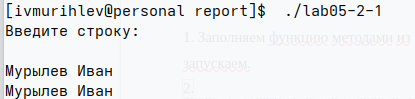 [ivmurihlev@personal report]$  ./lab05-2-1
Введите строку:
1. Заполняем функцию методами из
запускаем.
2.
Мурылев Иван
Мурылев Иван